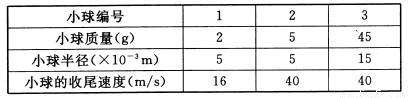 小球编号 1 2 3
小球质量(g) 2 5 45
小球半径(×10⁻³m) 5 5 15
小球的收尾速度(m/s) 16 40 40